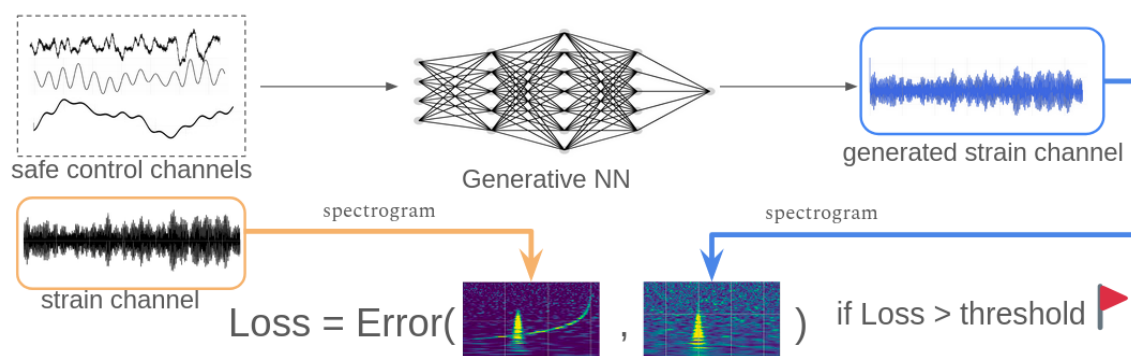 safe control channels
Generative NN
generated strain channel
spectrogram
spectrogram
strain channel
Loss = Error( , ) if Loss > threshold